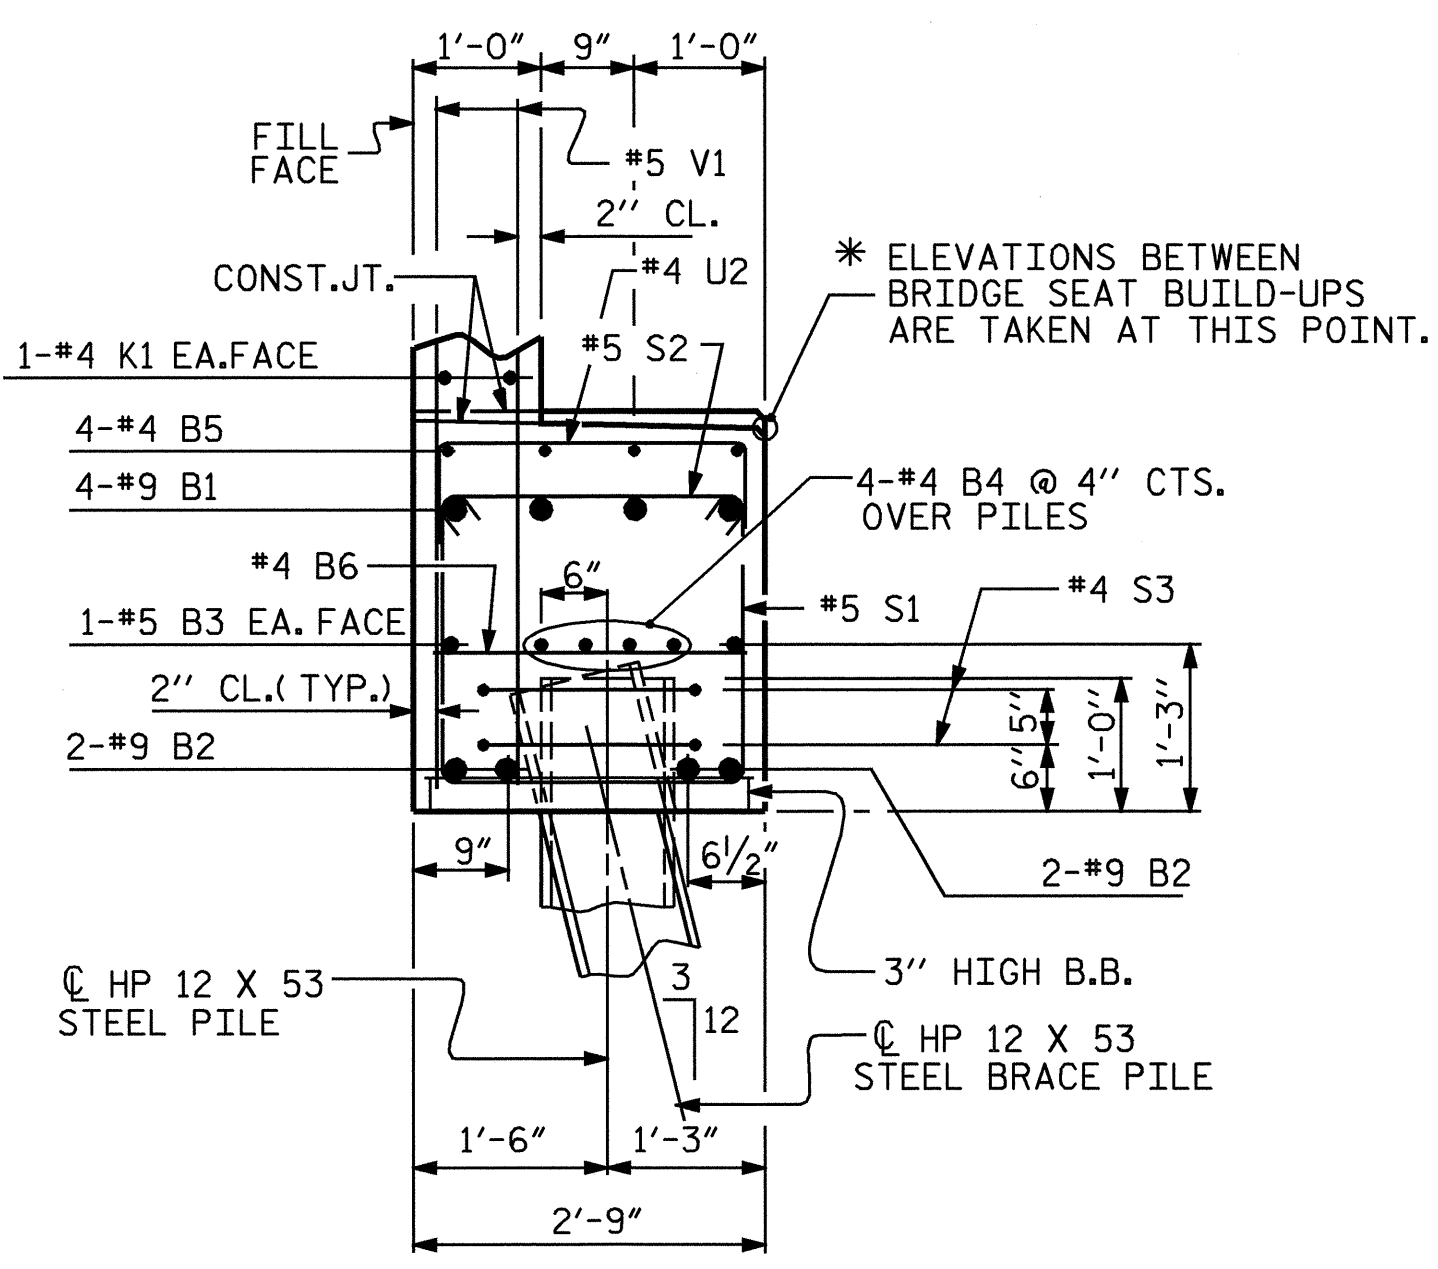 1'-0" 9" 1'-0"
FILL
FACE
#5 V1
2" CL.
CONST.JT.
#4 U2
✳ ELEVATIONS BETWEEN
BRIDGE SEAT BUILD-UPS
ARE TAKEN AT THIS POINT.
1-#4 K1 EA.FACE
#5 S2
4-#4 B5
4-#9 B1
4-#4 B4 @ 4" CTS.
OVER PILES
#4 B6
6"
#4 S3
#5 S1
1-#5 B3 EA. FACE
2" CL.(TYP.)
2-#9 B2
5"
6"
1'-0"
1'-3"
9"
6½"
2-#9 B2
3" HIGH B.B.
℄ HP 12 X 53
STEEL PILE
3
12
℄ HP 12 X 53
STEEL BRACE PILE
1'-6" 1'-3"
2'-9"